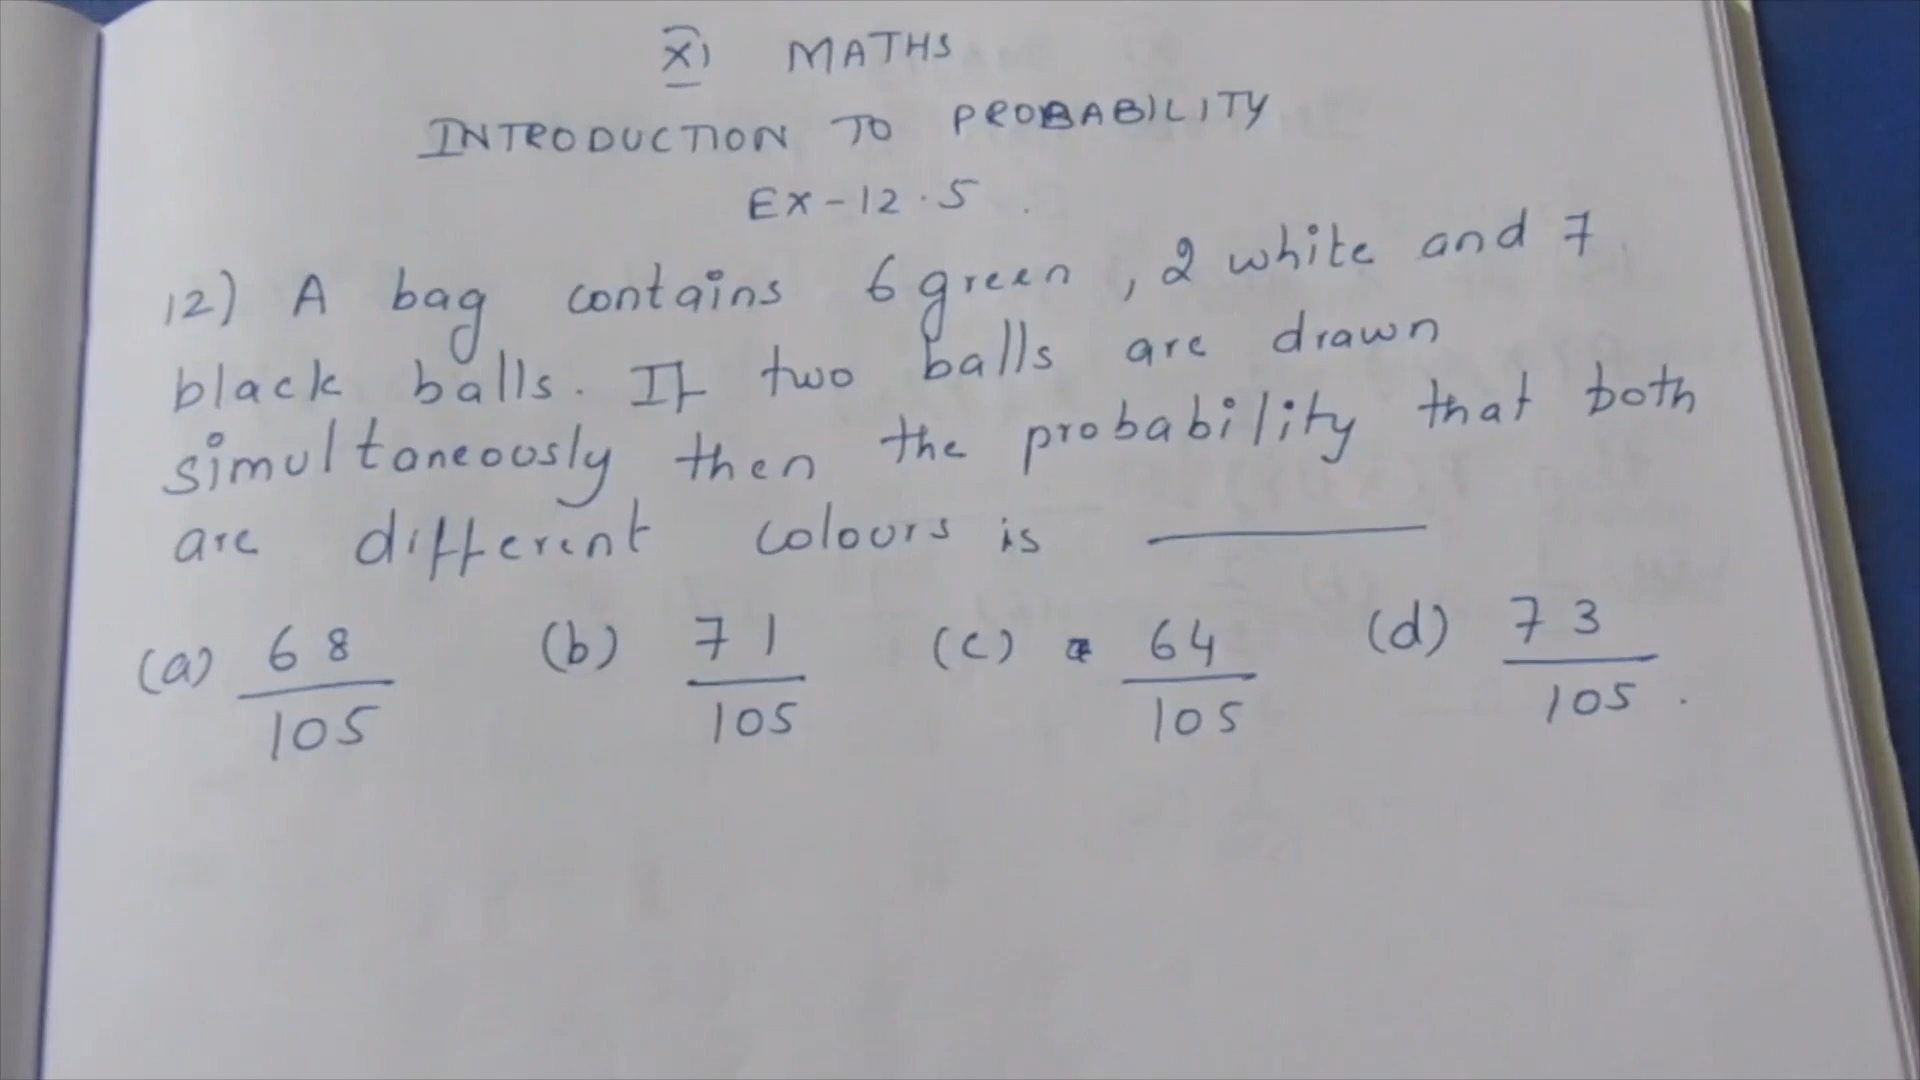 XI MATHS
INTRODUCTION TO PROBABILITY
EX-12.5.
12) A bag contains 6 green, 2 white and 7
black balls. If two balls are drawn
simultaneously then the probability that both
are different colours is ______
(a) 68/105 (b) 71/105 (c) 64/105 (d) 73/105.